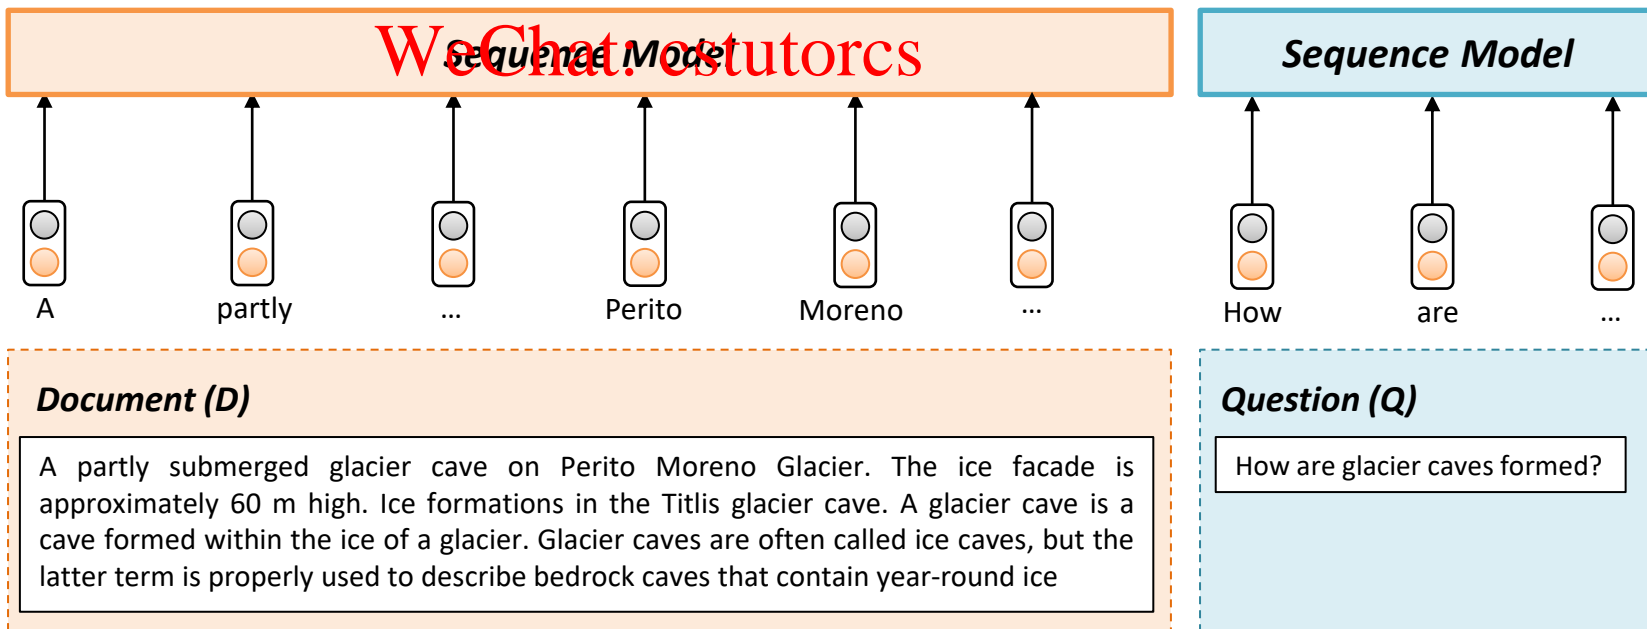 Sequence Model
WeChat: cstutorcs
Sequence Model
A partly ... Perito Moreno ...
How are ...
Document (D)
A partly submerged glacier cave on Perito Moreno Glacier. The ice facade is
approximately 60 m high. Ice formations in the Titlis glacier cave. A glacier cave is a
cave formed within the ice of a glacier. Glacier caves are often called ice caves, but the
latter term is properly used to describe bedrock caves that contain year-round ice
Question (Q)
How are glacier caves formed?